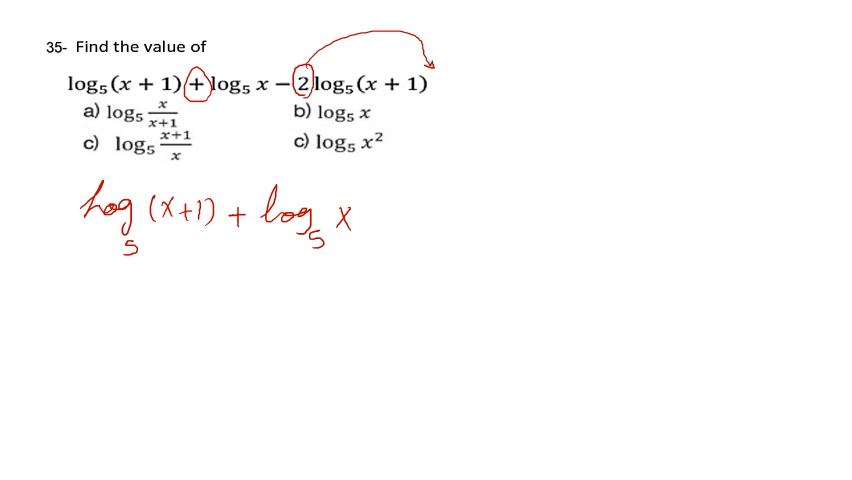 35- Find the value of
log₅(x + 1) + log₅ x − 2 log₅(x + 1)
a) log₅ x/(x+1) b) log₅ x
c) log₅ (x+1)/x c) log₅ x²
log₅ (x+1) + log₅ x